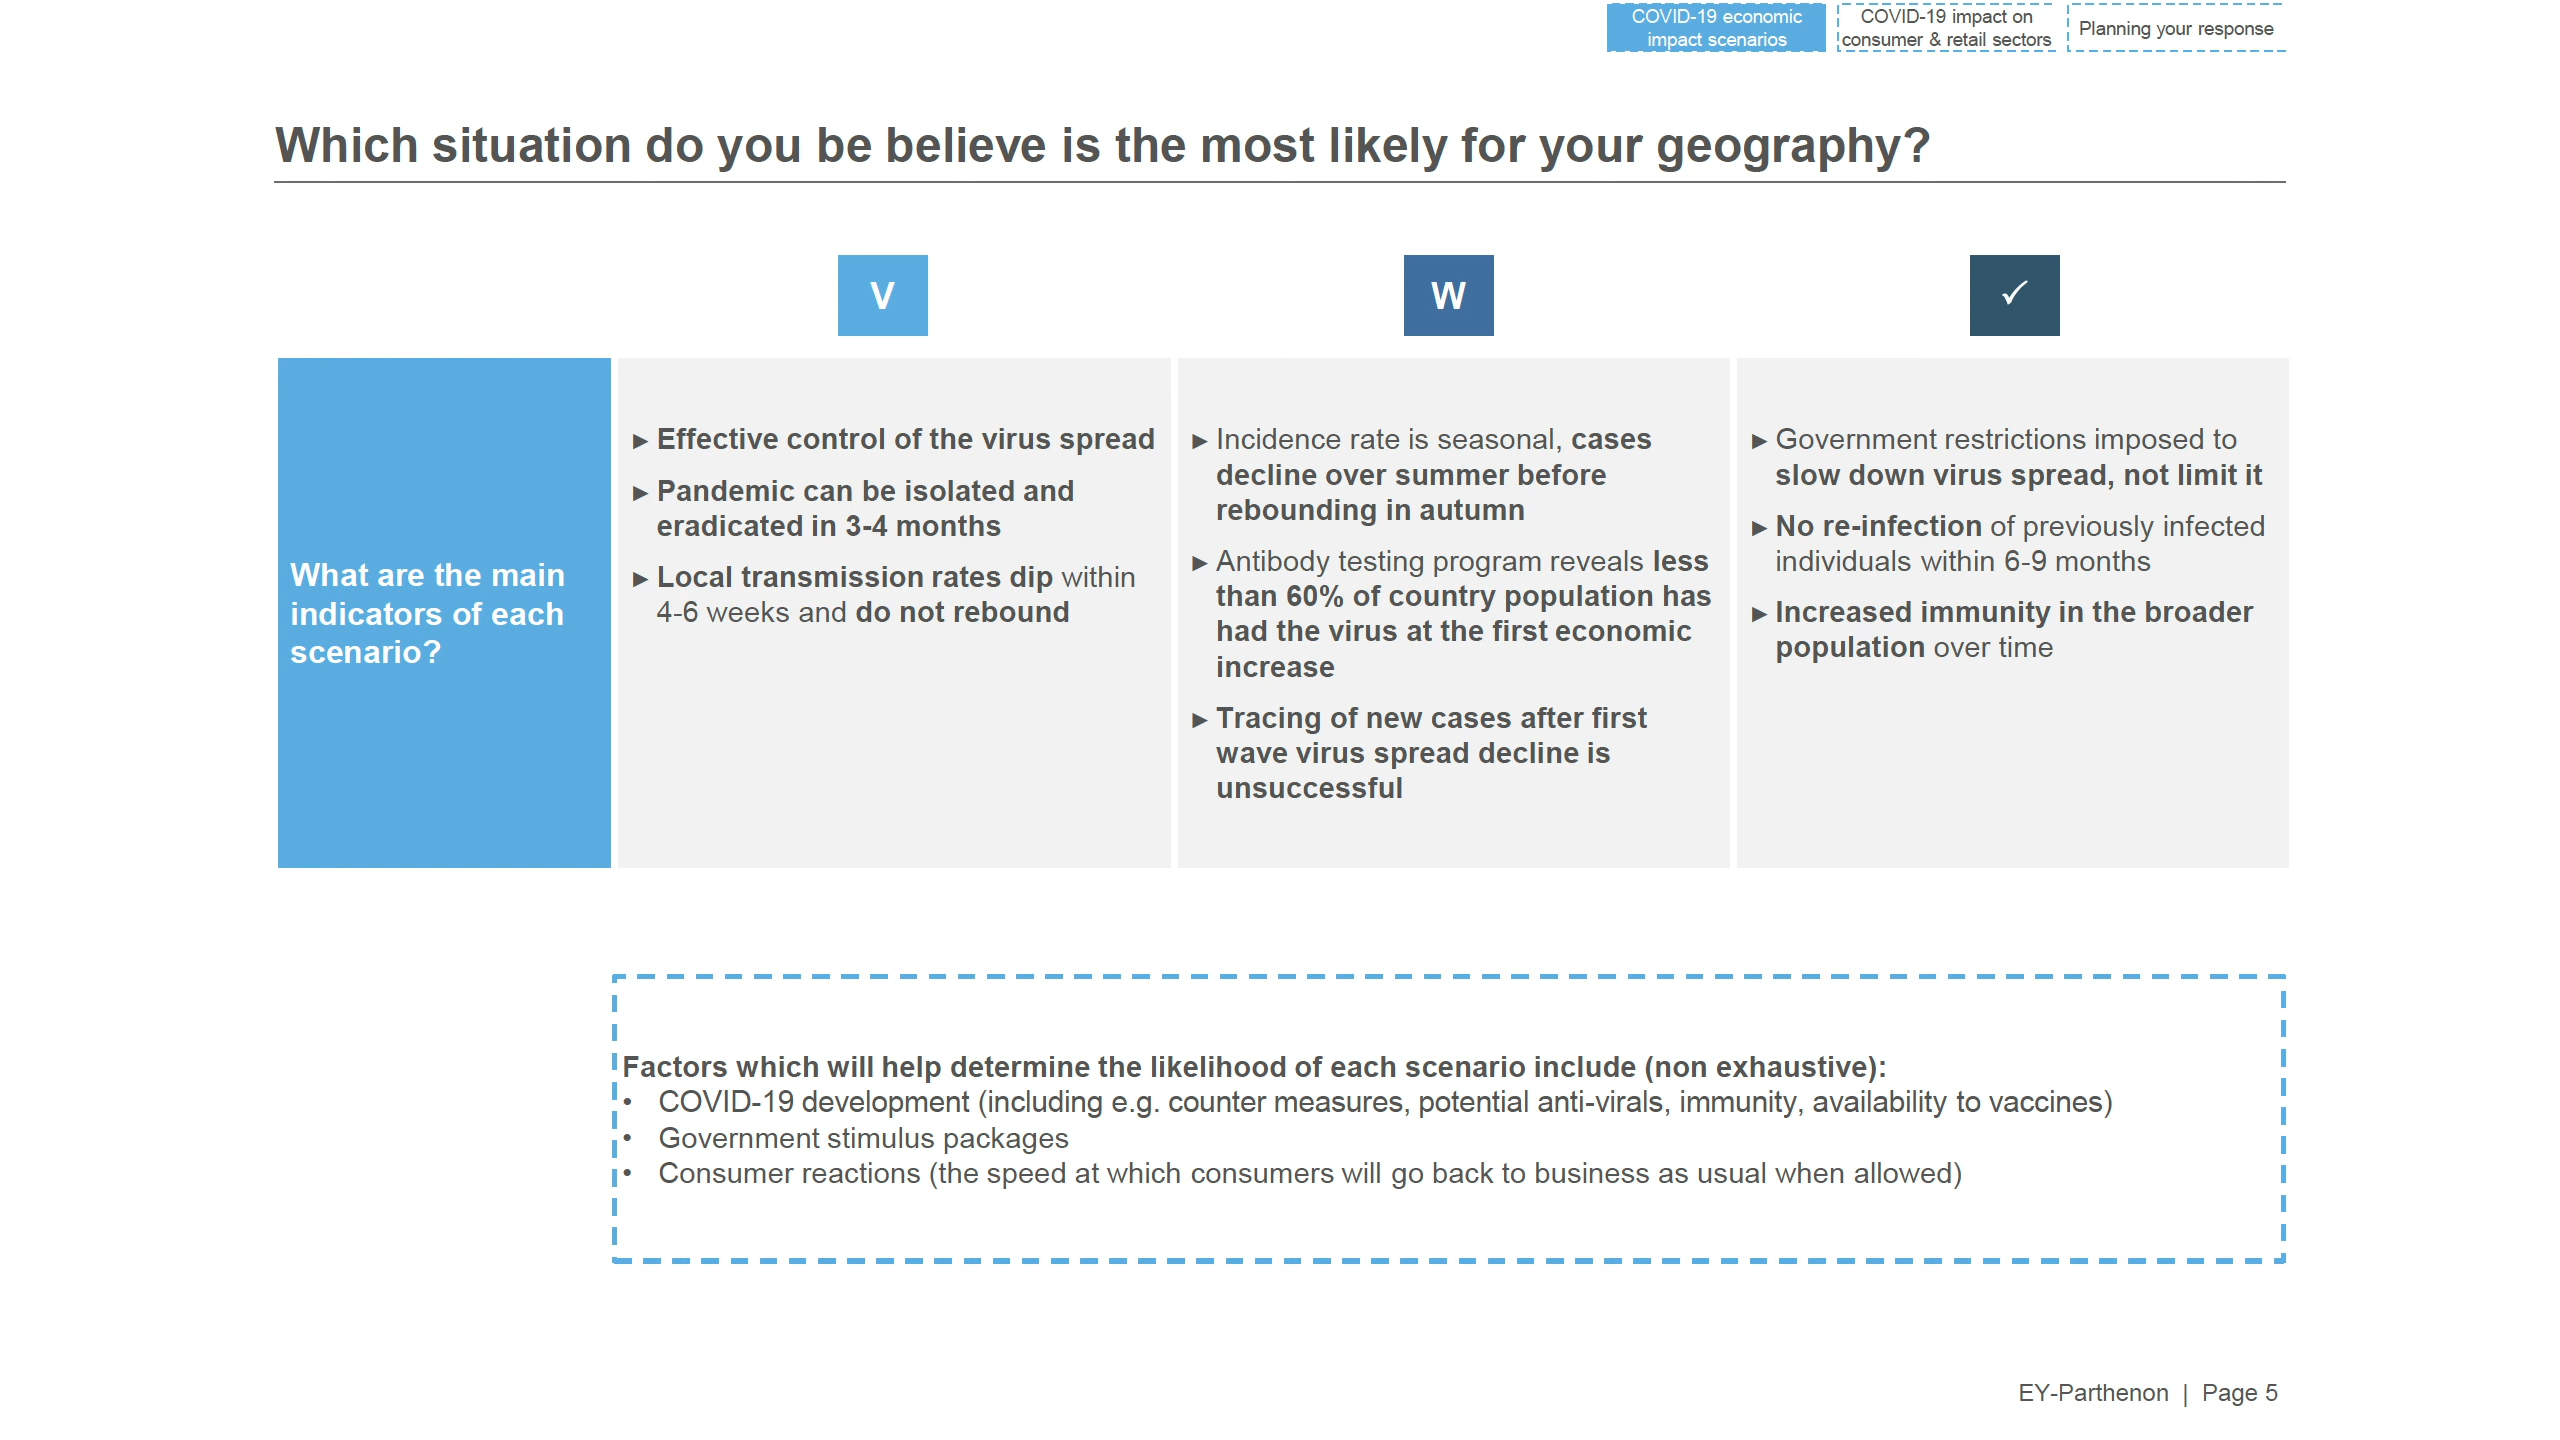 COVID-19 economic
impact scenarios
COVID-19 impact on
consumer & retail sectors
Planning your response
Which situation do you be believe is the most likely for your geography?
V
W
✓
What are the main
indicators of each
scenario?
► Effective control of the virus spread
► Pandemic can be isolated and
eradicated in 3-4 months
► Local transmission rates dip within
4-6 weeks and do not rebound
► Incidence rate is seasonal, cases
decline over summer before
rebounding in autumn
► Antibody testing program reveals less
than 60% of country population has
had the virus at the first economic
increase
► Tracing of new cases after first
wave virus spread decline is
unsuccessful
► Government restrictions imposed to
slow down virus spread, not limit it
► No re-infection of previously infected
individuals within 6-9 months
► Increased immunity in the broader
population over time
Factors which will help determine the likelihood of each scenario include (non exhaustive):
• COVID-19 development (including e.g. counter measures, potential anti-virals, immunity, availability to vaccines)
• Government stimulus packages
• Consumer reactions (the speed at which consumers will go back to business as usual when allowed)
EY-Parthenon | Page 5